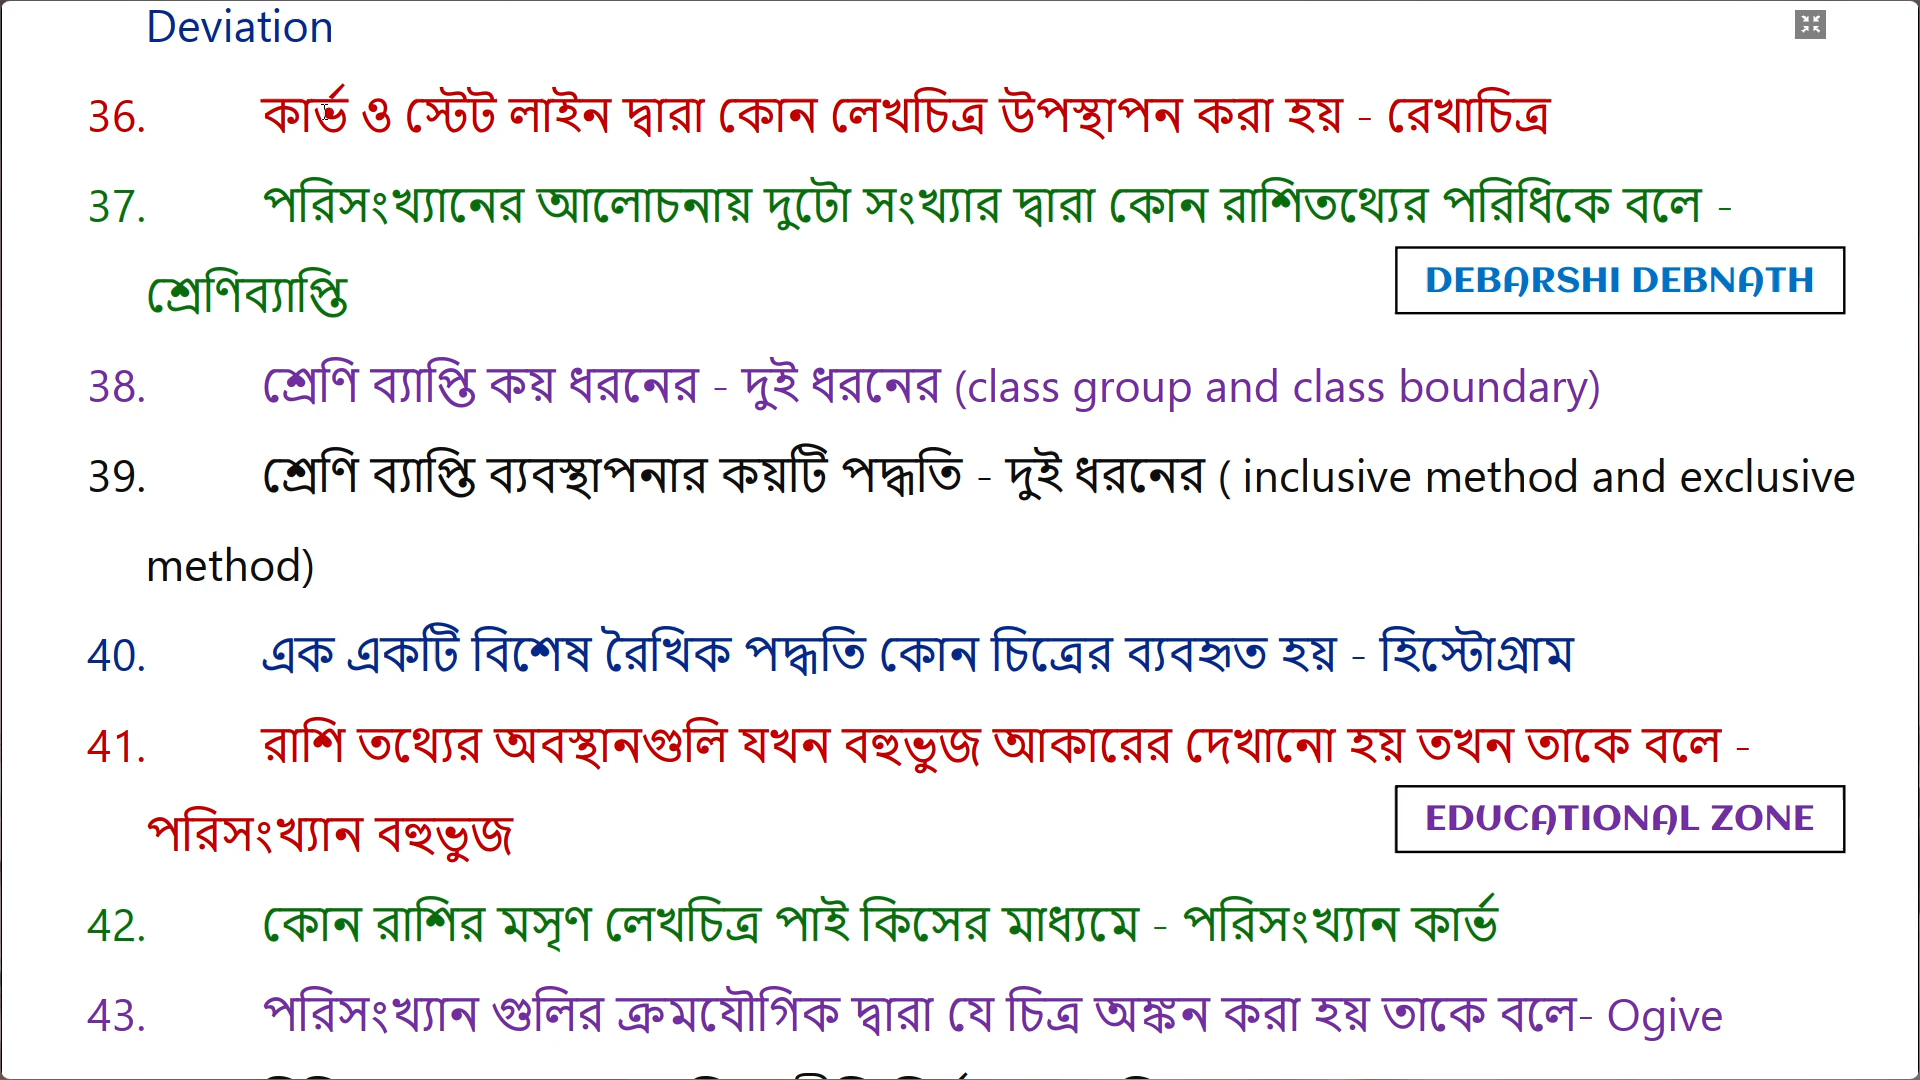 Deviation
36. কার্ভ ও স্টেট লাইন দ্বারা কোন লেখচিত্র উপস্থাপন করা হয় - রেখাচিত্র
37. পরিসংখ্যানের আলোচনায় দুটো সংখ্যার দ্বারা কোন রাশিতথ্যের পরিধিকে বলে -
শ্রেণিব্যাপ্তি
DEBARSHI DEBNATH
38. শ্রেণি ব্যাপ্তি কয় ধরনের - দুই ধরনের (class group and class boundary)
39. শ্রেণি ব্যাপ্তি ব্যবস্থাপনার কয়টি পদ্ধতি - দুই ধরনের ( inclusive method and exclusive
method)
40. এক একটি বিশেষ রৈখিক পদ্ধতি কোন চিত্রের ব্যবহৃত হয় - হিস্টোগ্রাম
41. রাশি তথ্যের অবস্থানগুলি যখন বহুভুজ আকারের দেখানো হয় তখন তাকে বলে -
পরিসংখ্যান বহুভুজ
EDUCATIONAL ZONE
42. কোন রাশির মসৃণ লেখচিত্র পাই কিসের মাধ্যমে - পরিসংখ্যান কার্ভ
43. পরিসংখ্যান গুলির ক্রমযৌগিক দ্বারা যে চিত্র অঙ্কন করা হয় তাকে বলে- Ogive